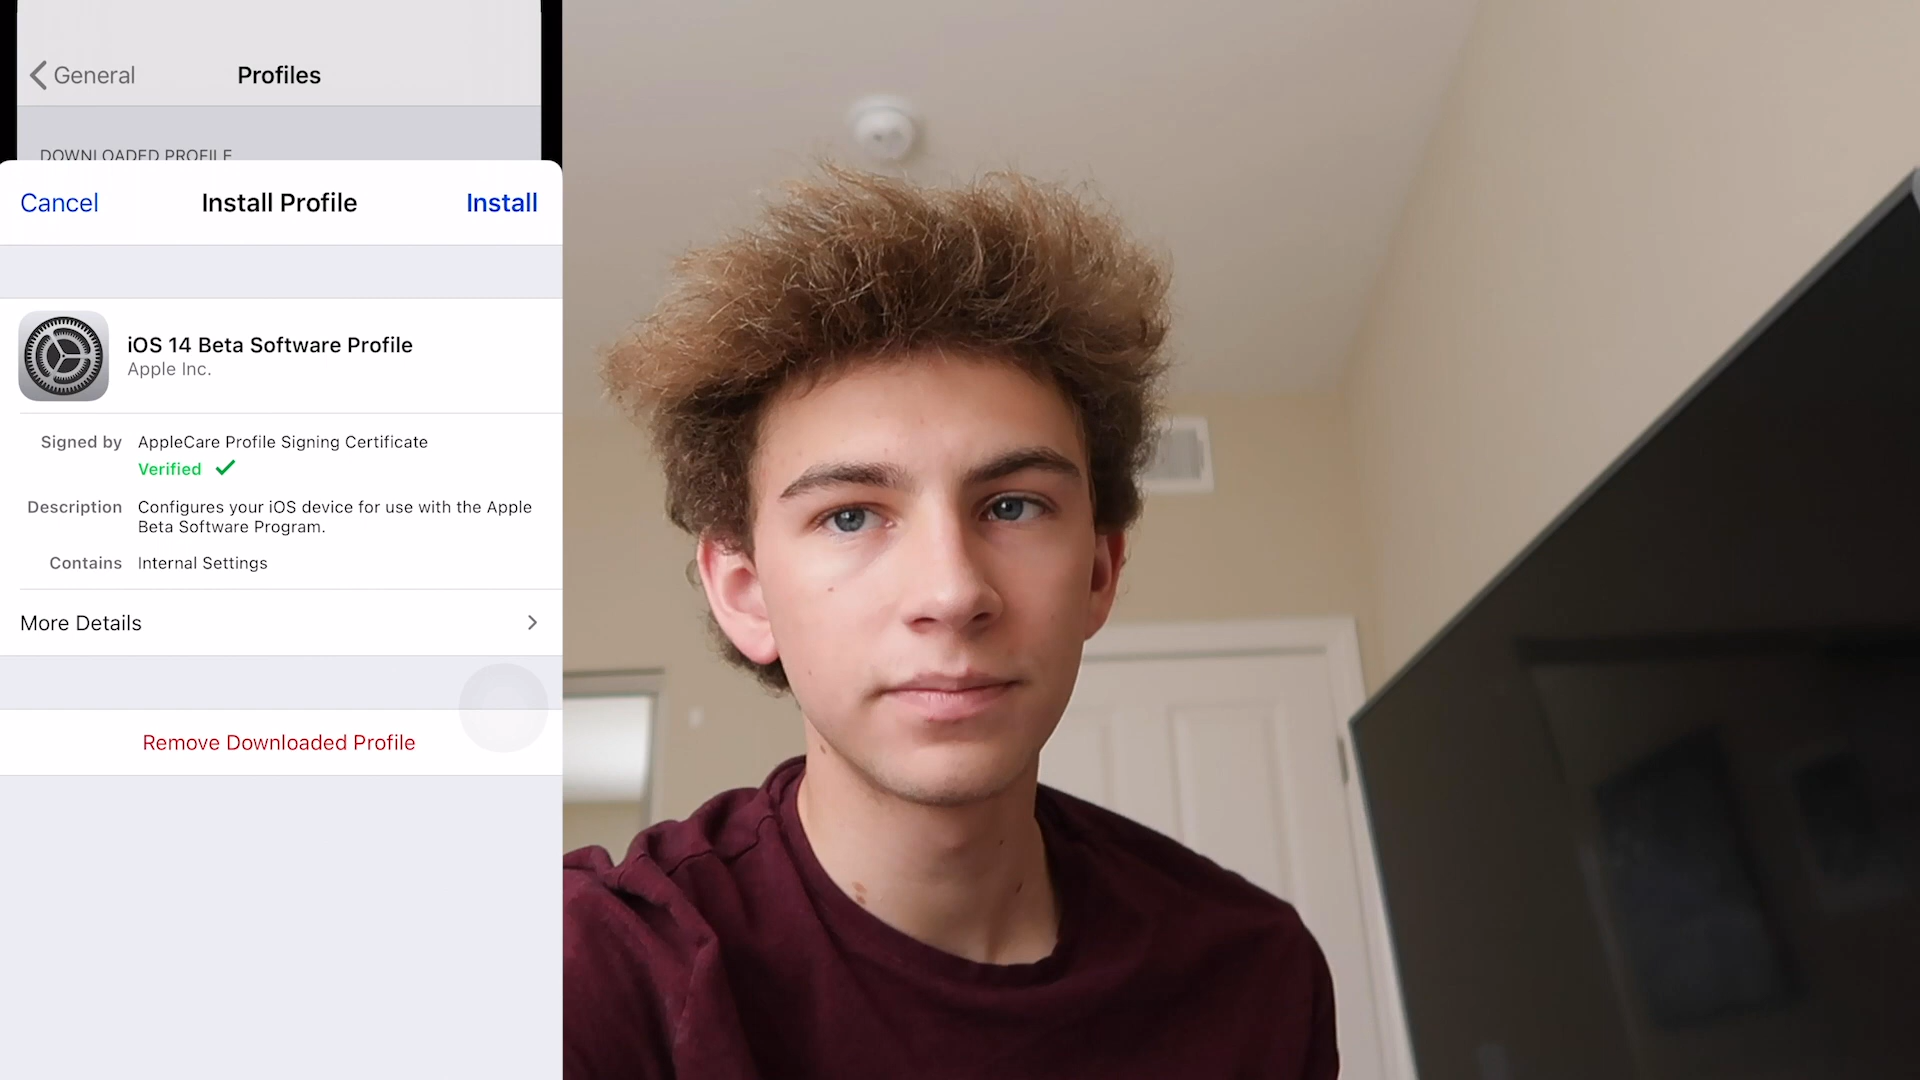 General
Profiles
DOWNLOADED PROFILE
Cancel
Install Profile
Install
iOS 14 Beta Software Profile
Apple Inc.
Signed by AppleCare Profile Signing Certificate
Verified
Description Configures your iOS device for use with the Apple
Beta Software Program.
Contains Internal Settings
More Details
Remove Downloaded Profile